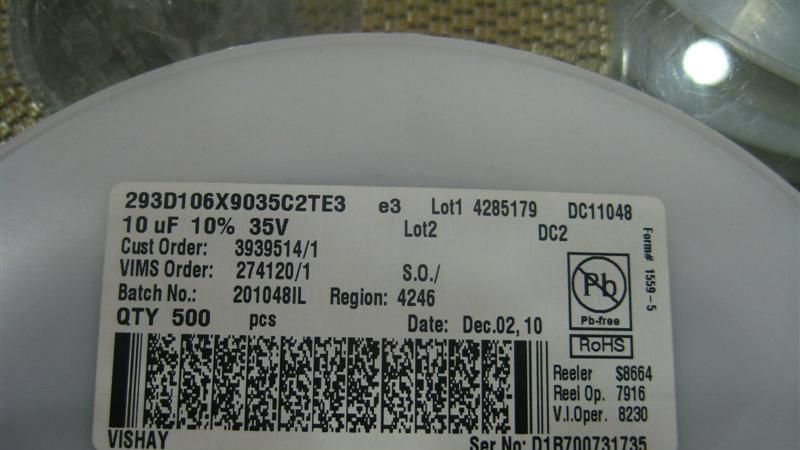 293D106X9035C2TE3 e3 Lot1 4285179 DC11048
10 uF 10% 35V Lot2 DC2
Cust Order: 3939514/1
VIMS Order: 274120/1 S.O./
Batch No.: 201048IL Region: 4246
QTY 500 pcs Date: Dec.02,10
Form# 1559-5
Pb
Pb-free
RoHS
Reeler S8664
Reel Op. 7916
V.I.Oper. 8230
VISHAY Ser No: D1B700731735